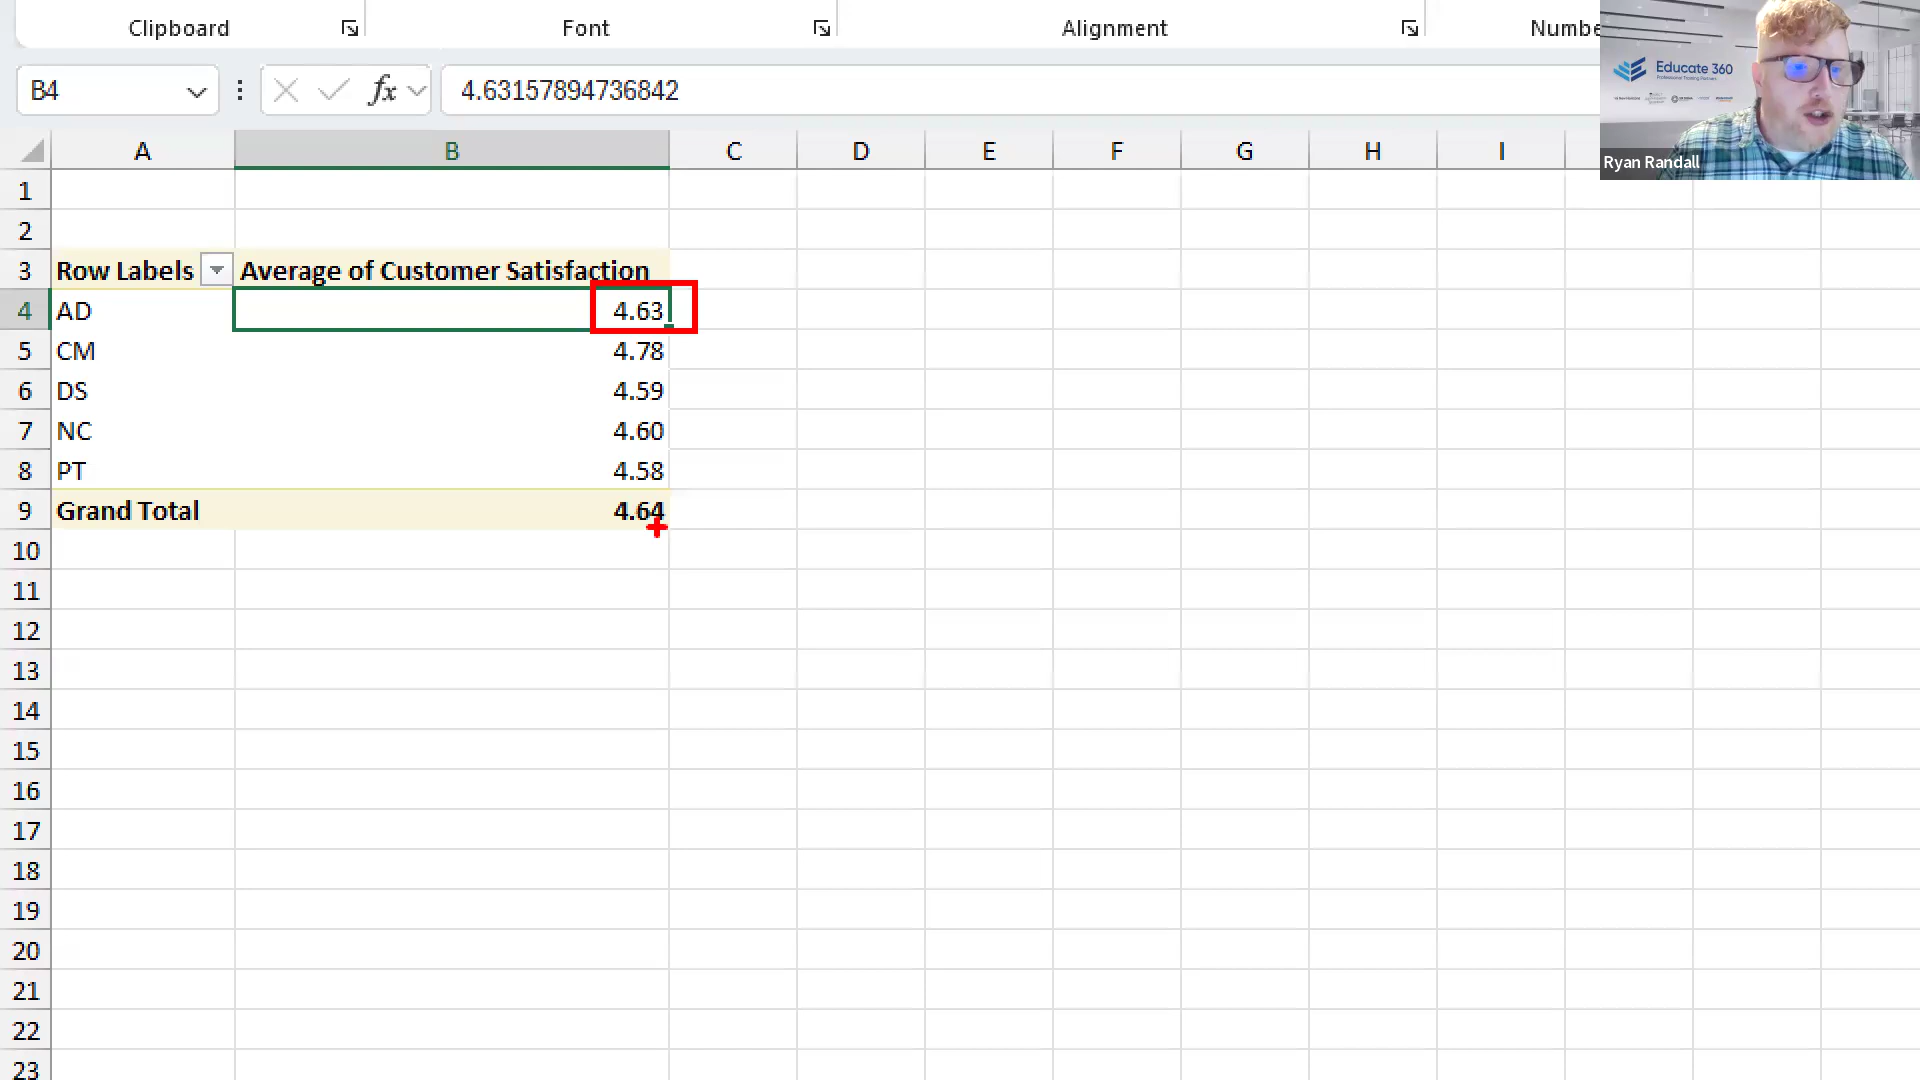 Clipboard
Font
Alignment
Numbe
B4
fx
4.63157894736842
Educate 360
Ryan Randall
A B C D E F G H I
1
2
3 Row Labels Average of Customer Satisfaction
4 AD 4.63
5 CM 4.78
6 DS 4.59
7 NC 4.60
8 PT 4.58
9 Grand Total 4.64
10
11
12
13
14
15
16
17
18
19
20
21
22
23